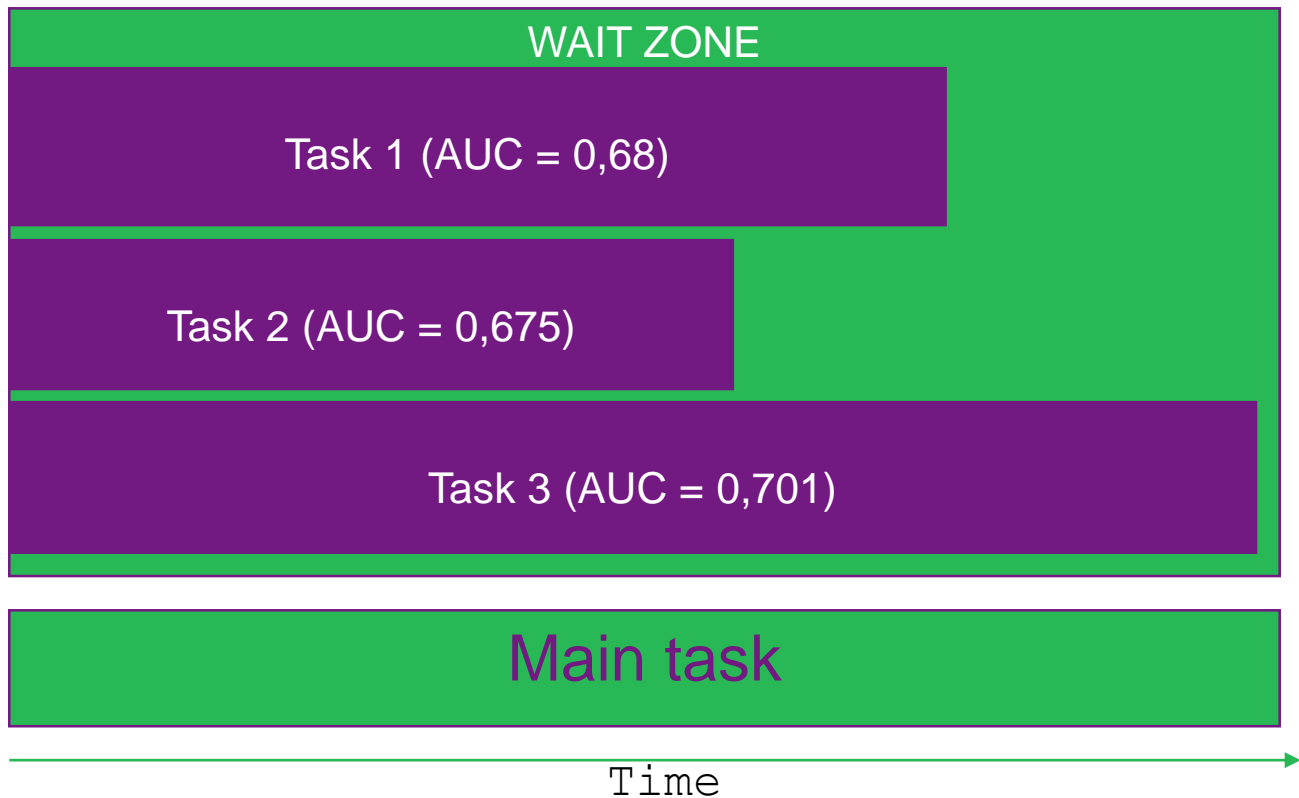 WAIT ZONE
Task 1 (AUC = 0,68)
Task 2 (AUC = 0,675)
Task 3 (AUC = 0,701)
Main task
Time